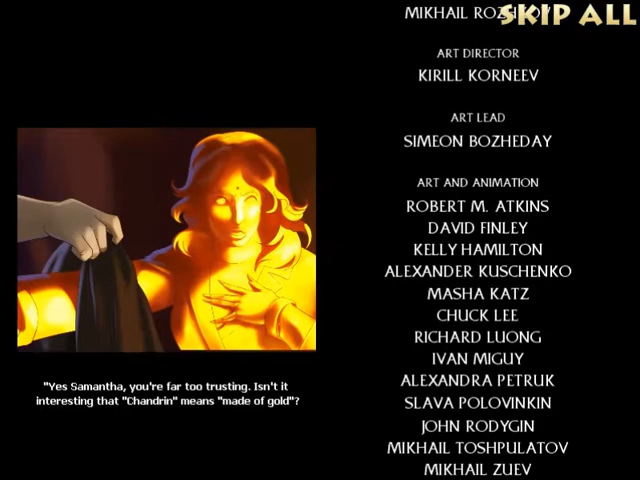 SKIP ALL
MIKHAIL
ART DIRECTOR
KIRILL KORNEEV
ART LEAD
SIMEON BOZHEDAY
ART AND ANIMATION
ROBERT M. ATKINS
DAVID FINLEY
KELLY HAMILTON
ALEXANDER KUSCHENKO
MASHA KATZ
CHUCK LEE
RICHARD LUONG
IVAN MIGUY
ALEXANDRA PETRUK
SLAVA POLOVINKIN
JOHN RODYGIN
MIKHAIL TOSHPULATOV
MIKHAIL ZUEV
"Yes Samantha, you're far too trusting. Isn't it
interesting that "Chandrin" means "made of gold"?